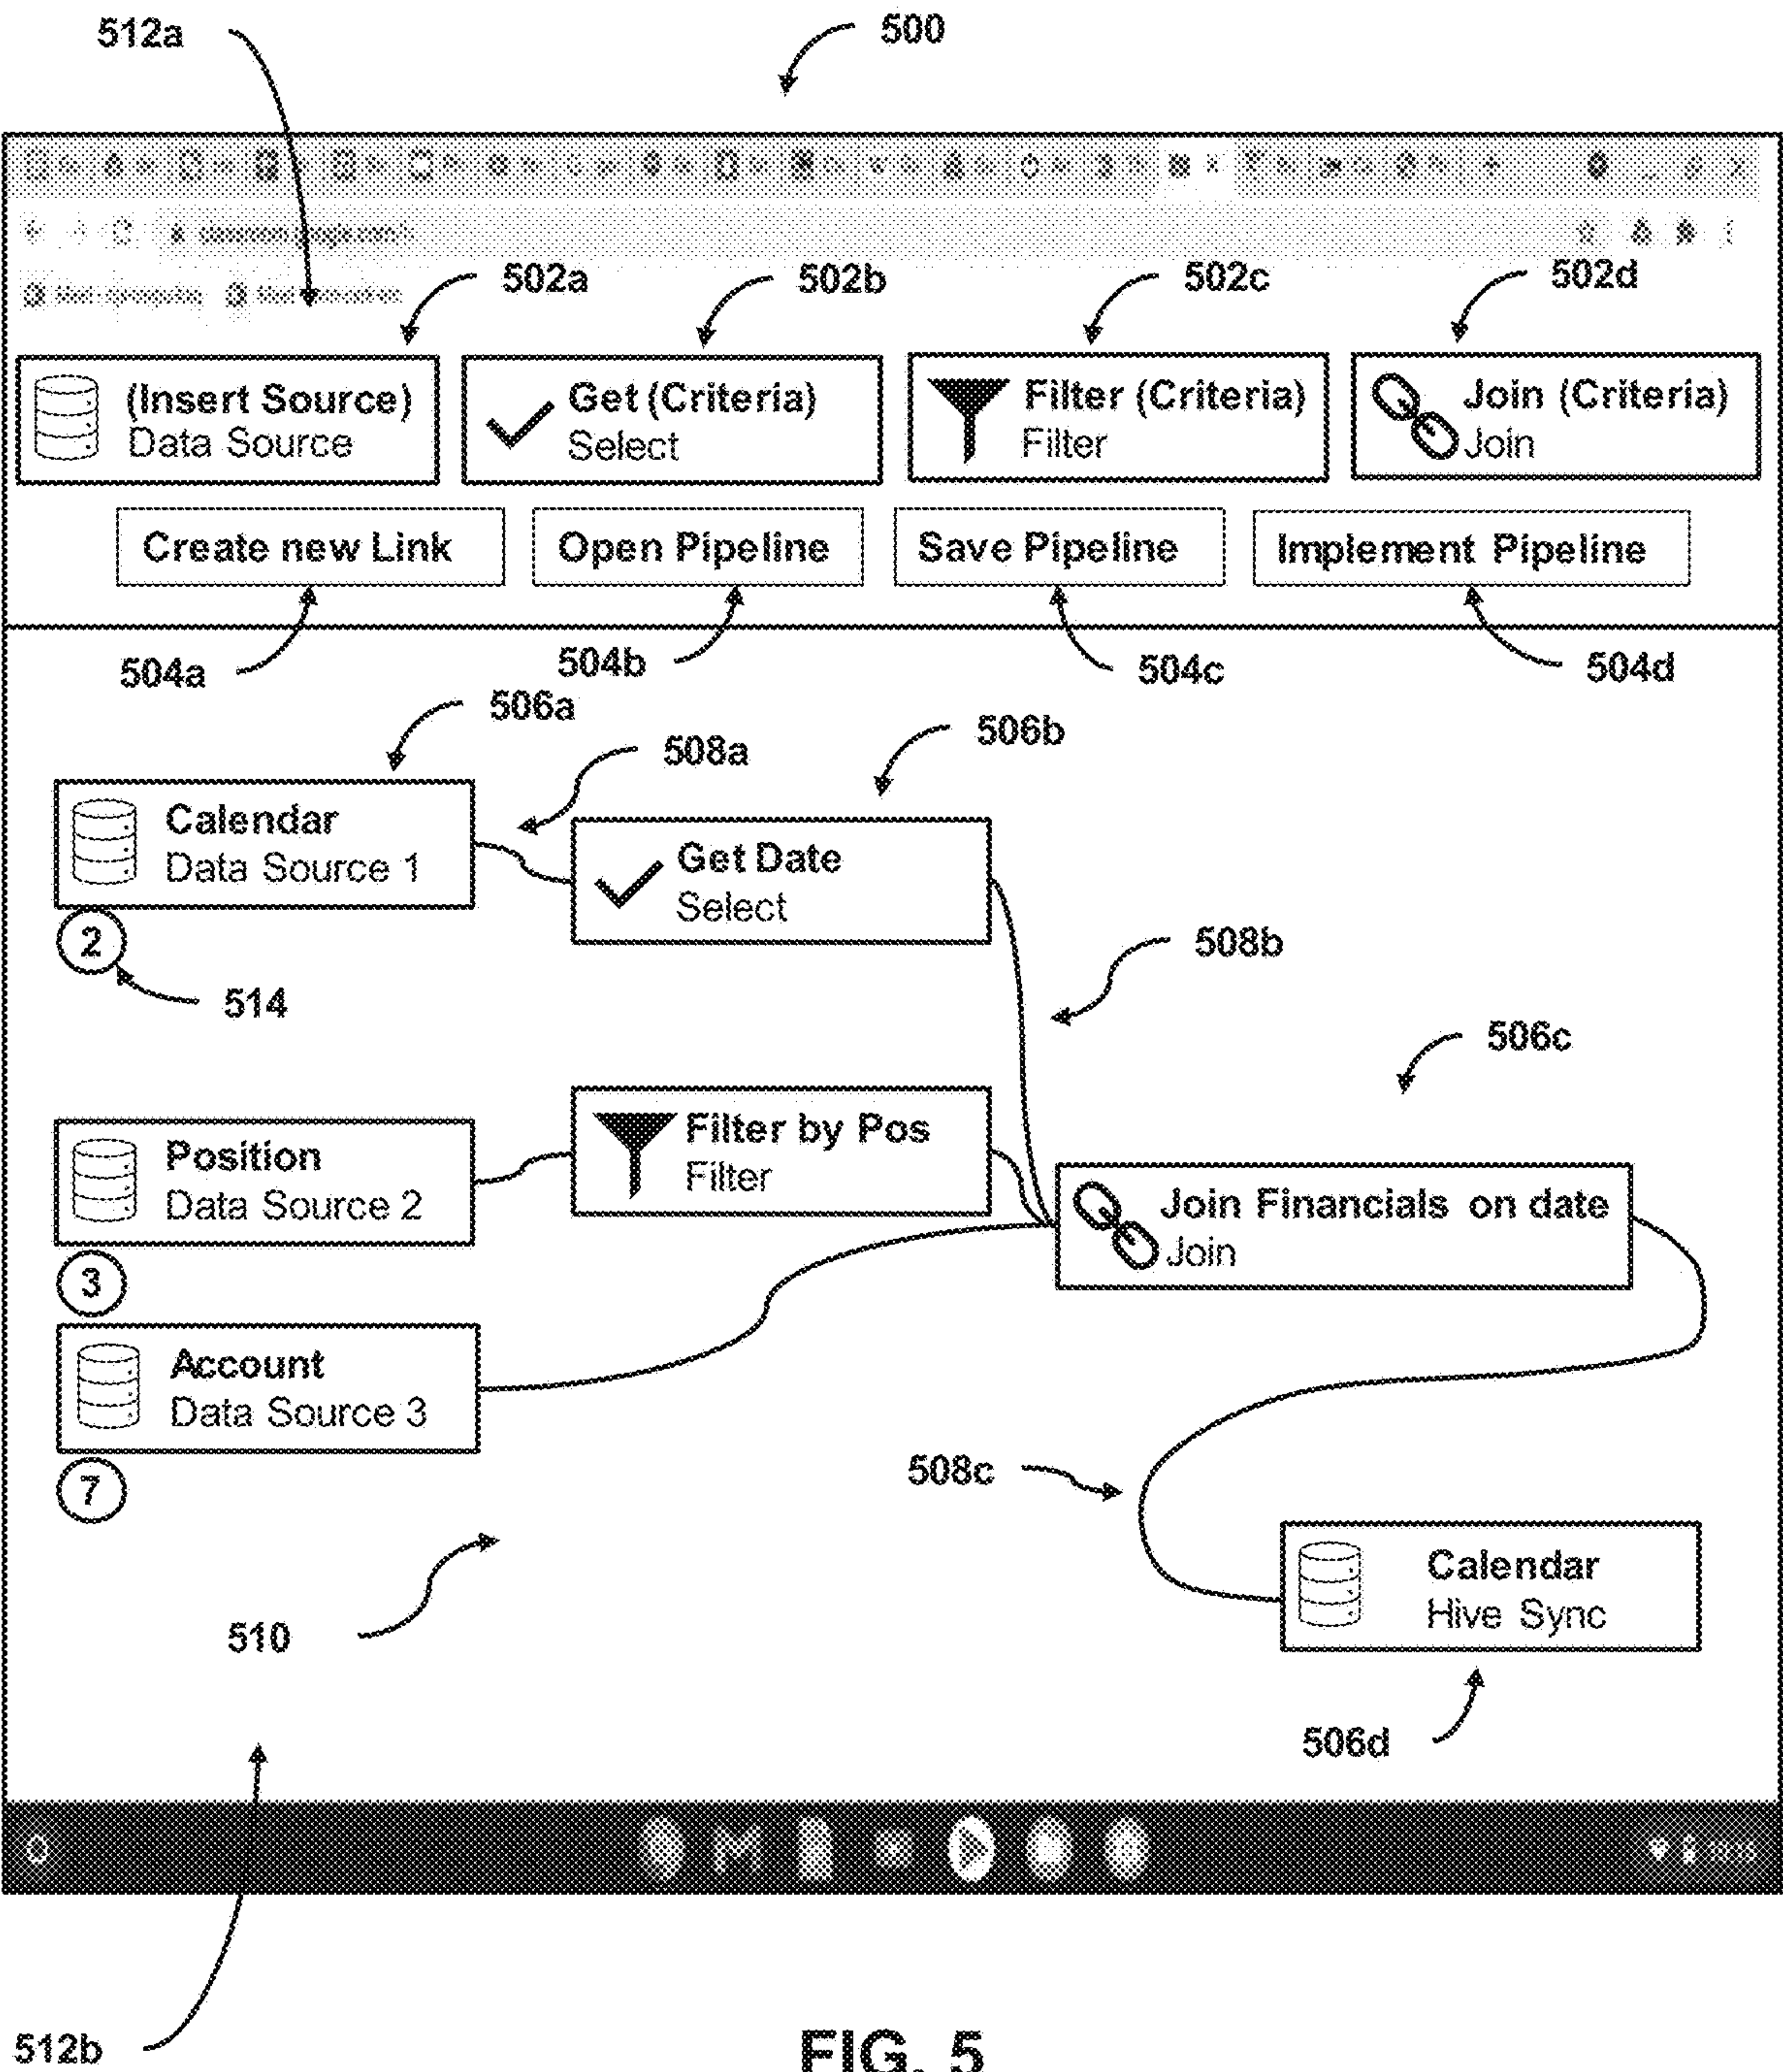 512a
500
502a
502b
502c
502d
(Insert Source)
Data Source
Get (Criteria)
Select
Filter (Criteria)
Filter
Join (Criteria)
Join
Create new Link
Open Pipeline
Save Pipeline
Implement Pipeline
504a
504b
504c
504d
506a
508a
506b
Calendar
Data Source 1
Get Date
Select
2
514
508b
506c
Position
Data Source 2
Filter by Pos
Filter
Join Financials on date
Join
3
Account
Data Source 3
7
508c
510
Calendar
Hive Sync
506d
512b
FIG. 5